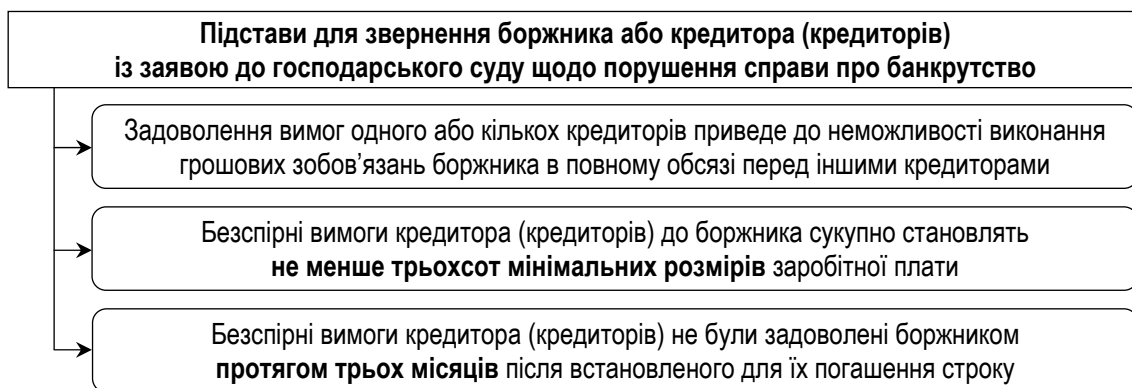 Підстави для звернення боржника або кредитора (кредиторів)
із заявою до господарського суду щодо порушення справи про банкрутство
Задоволення вимог одного або кількох кредиторів приведе до неможливості виконання
грошових зобов’язань боржника в повному обсязі перед іншими кредиторами
Безспірні вимоги кредитора (кредиторів) до боржника сукупно становлять
не менше трьохсот мінімальних розмірів заробітної плати
Безспірні вимоги кредитора (кредиторів) не були задоволені боржником
протягом трьох місяців після встановленого для їх погашення строку